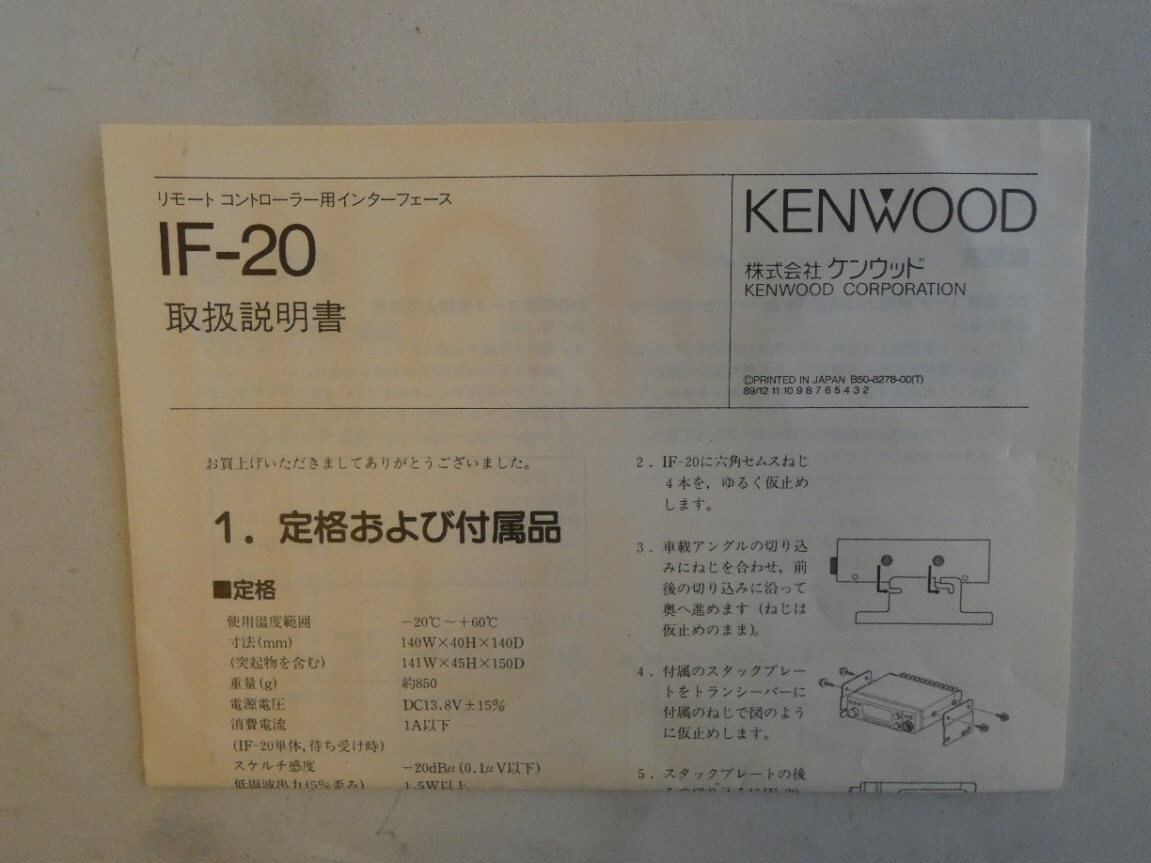 リモート コントローラー用インターフェース
IF-20
取扱説明書
KENWOOD
株式会社 ケンウッド
KENWOOD CORPORATION
©PRINTED IN JAPAN B50-8278-00(T)
89/12 11 10 9 8 7 6 5 4 3 2
お買上げいただきましてありがとうございました。
1. 定格および付属品
■定格
使用温度範囲 −20℃～+60℃
寸法(mm) 140W×40H×140D
(突起物を含む) 141W×45H×150D
重量(g) 約850
電源電圧 DC13.8V±15%
消費電流 1A以下
(IF-20単体,待ち受け時)
スケルチ感度 −20dBμ(0.1μV以下)
低周波出力(5%歪み) 1.5W以上
2. IF-20に六角セムスねじ
4本を，ゆるく仮止め
します。
3. 車載アングルの切り込
みにねじを合わせ，前
後の切り込みに沿って
奥へ進めます（ねじは
仮止めのまま）。
4. 付属のスタックプレー
トをトランシーバーに
付属のねじで図のよう
に仮止めします。
5. スタックプレートの後